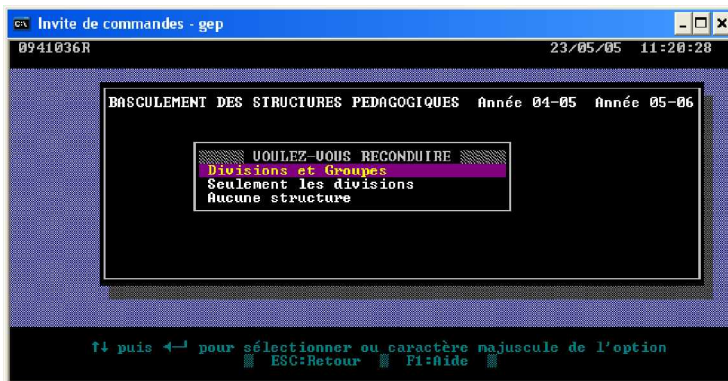 Invite de commandes - gep
0941036R 23/05/05 11:20:28
BASCULEMENT DES STRUCTURES PEDAGOGIQUES Année 04-05 Année 05-06
VOULEZ-VOUS RECONDUIRE
Divisions et Groupes
Seulement les divisions
Aucune structure
↑↓ puis ◄─┘ pour sélectionner ou caractère majuscule de l'option
ESC:Retour F1:Aide